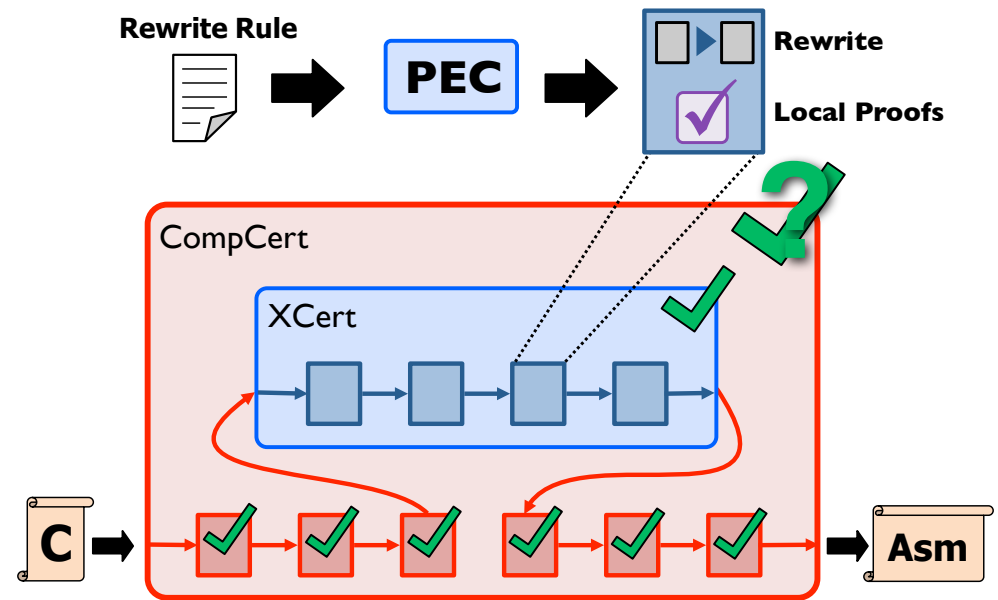 Rewrite Rule
PEC
Rewrite
Local Proofs
?
CompCert
XCert
C
Asm